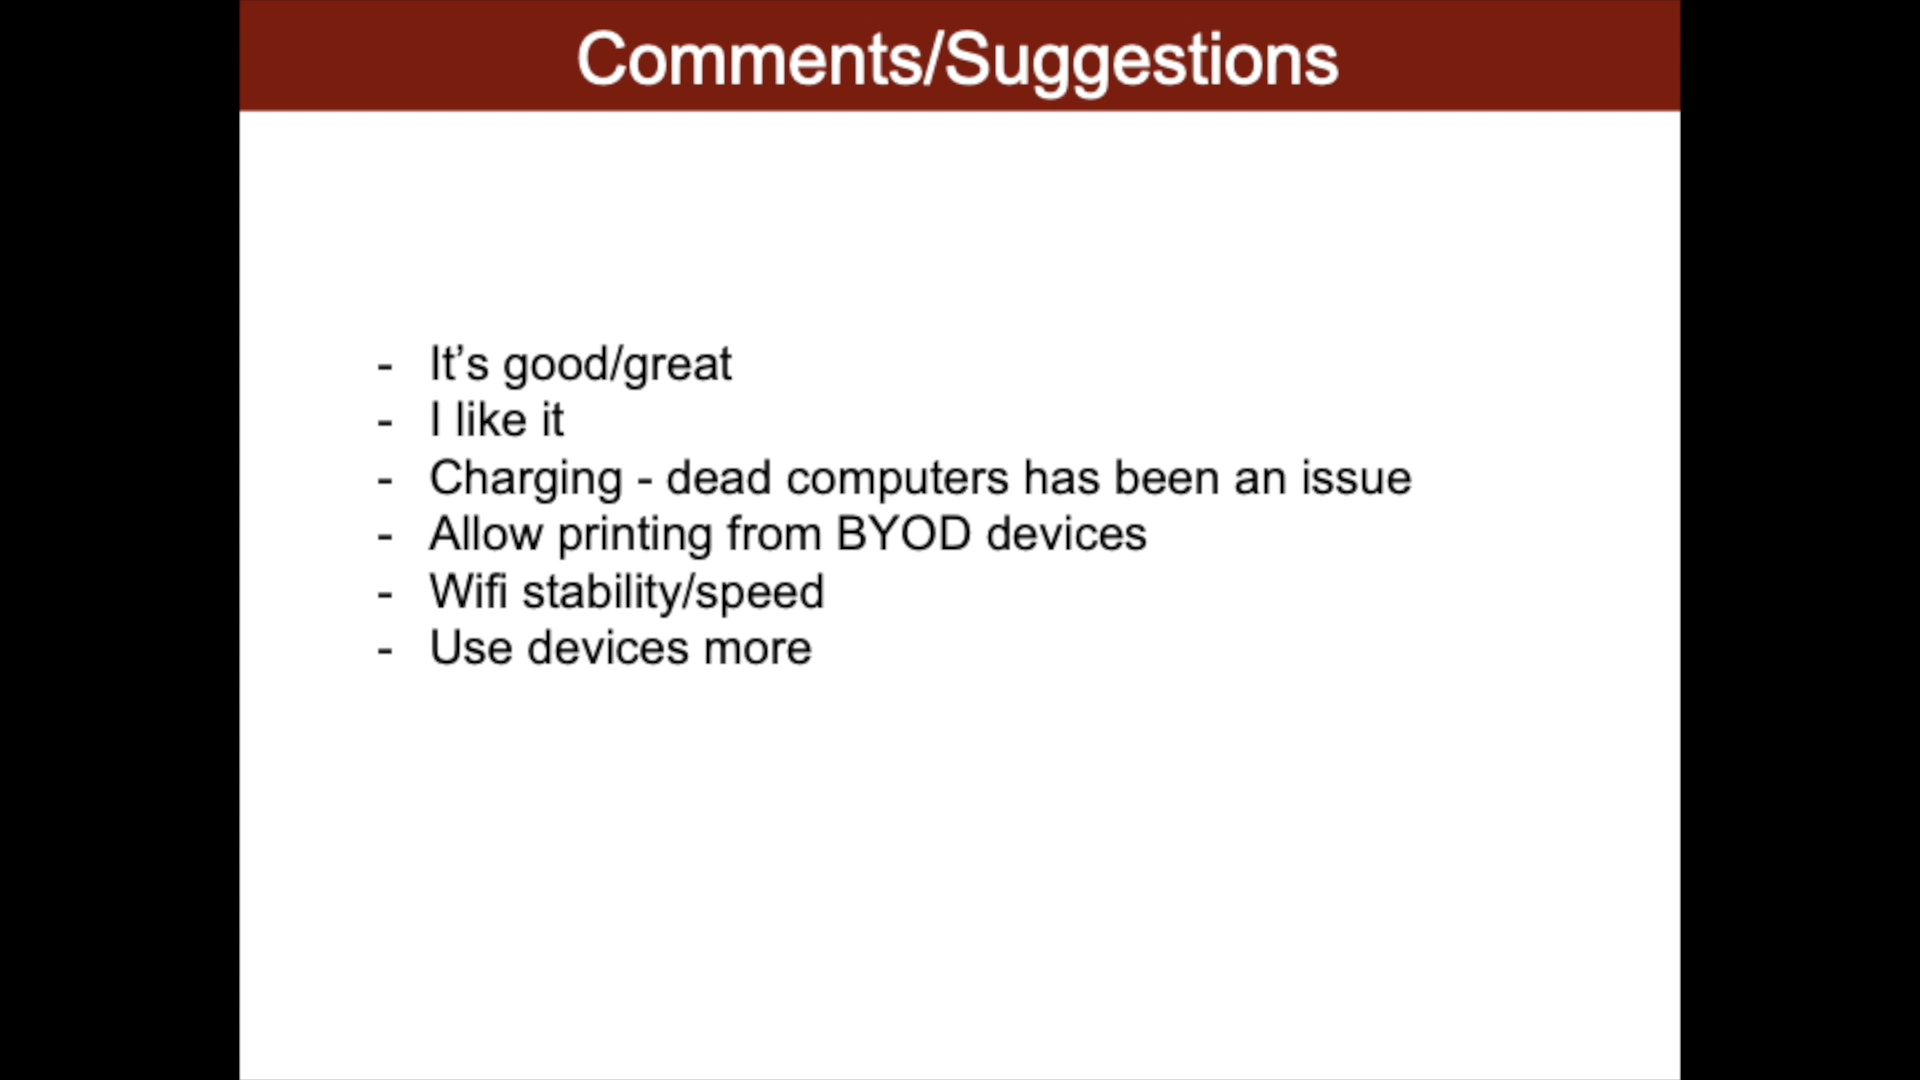 Comments/Suggestions
- It’s good/great
- I like it
- Charging - dead computers has been an issue
- Allow printing from BYOD devices
- Wifi stability/speed
- Use devices more